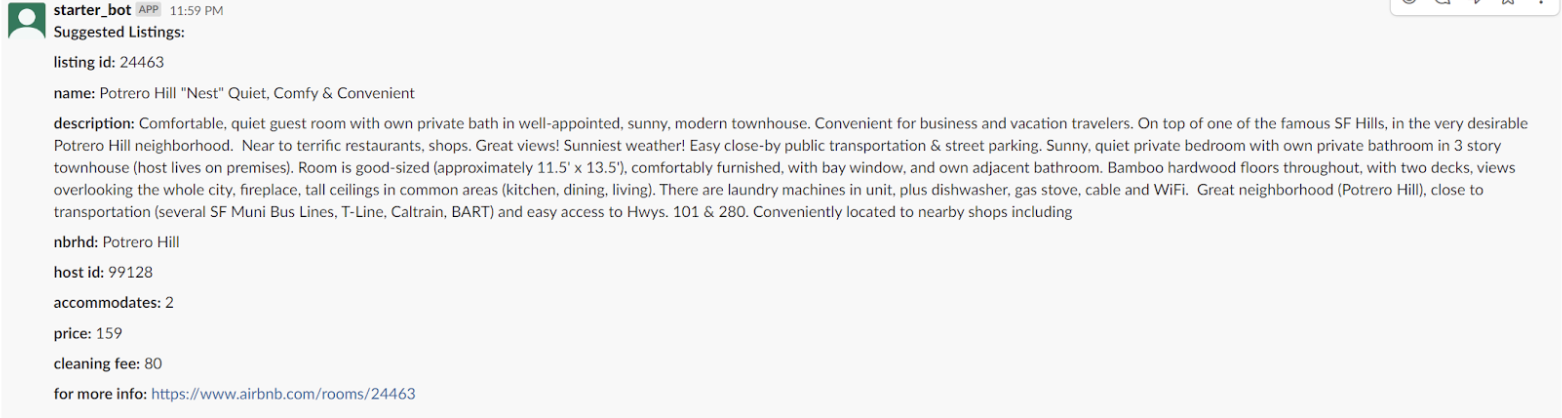 starter_bot APP 11:59 PM
Suggested Listings:
listing id: 24463
name: Potrero Hill "Nest" Quiet, Comfy & Convenient
description: Comfortable, quiet guest room with own private bath in well-appointed, sunny, modern townhouse. Convenient for business and vacation travelers. On top of one of the famous SF Hills, in the very desirable
Potrero Hill neighborhood.  Near to terrific restaurants, shops. Great views! Sunniest weather! Easy close-by public transportation & street parking. Sunny, quiet private bedroom with own private bathroom in 3 story
townhouse (host lives on premises). Room is good-sized (approximately 11.5' x 13.5'), comfortably furnished, with bay window, and own adjacent bathroom. Bamboo hardwood floors throughout, with two decks, views
overlooking the whole city, fireplace, tall ceilings in common areas (kitchen, dining, living). There are laundry machines in unit, plus dishwasher, gas stove, cable and WiFi.  Great neighborhood (Potrero Hill), close to
transportation (several SF Muni Bus Lines, T-Line, Caltrain, BART) and easy access to Hwys. 101 & 280. Conveniently located to nearby shops including
nbrhd: Potrero Hill
host id: 99128
accommodates: 2
price: 159
cleaning fee: 80
for more info: https://www.airbnb.com/rooms/24463